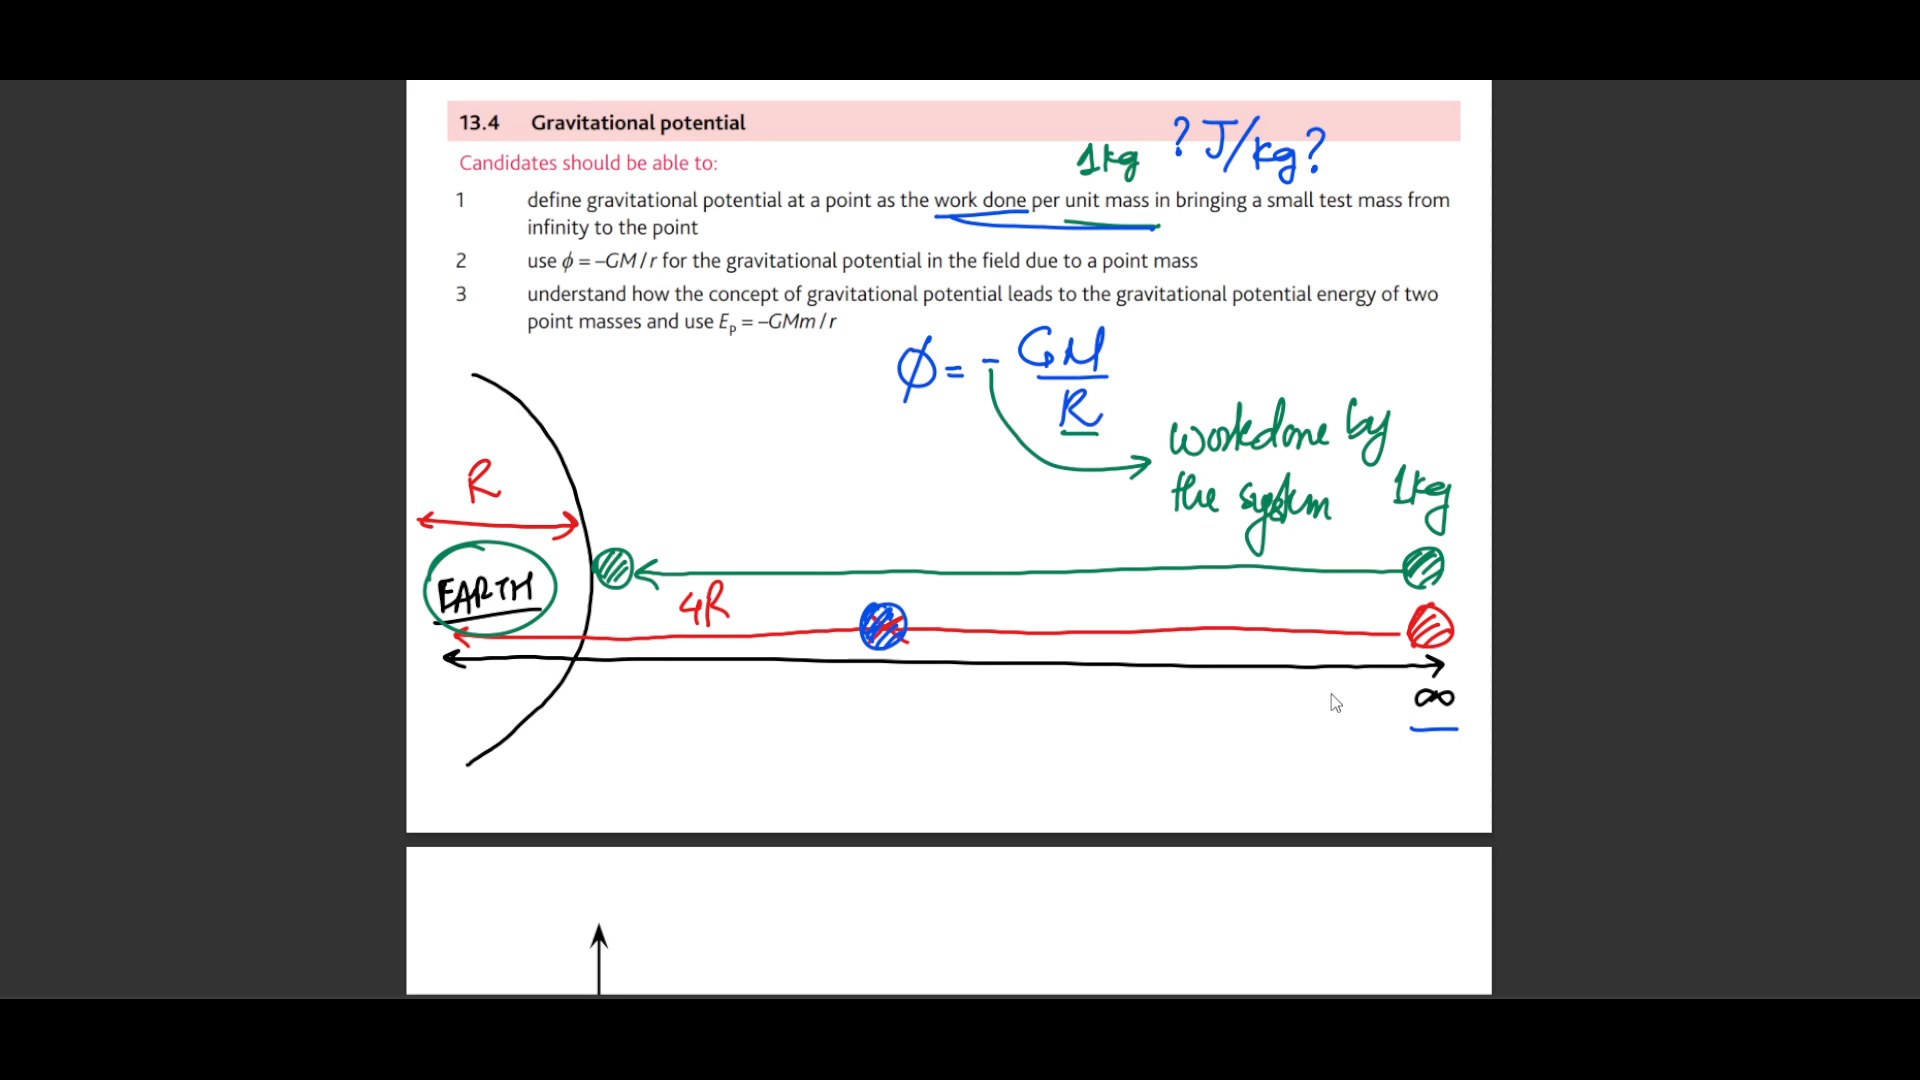 13.4 Gravitational potential
? J/kg?
Candidates should be able to:
1kg
1 define gravitational potential at a point as the work done per unit mass in bringing a small test mass from
infinity to the point
2 use ϕ = –GM / r for the gravitational potential in the field due to a point mass
3 understand how the concept of gravitational potential leads to the gravitational potential energy of two
point masses and use Eₚ = –GMm / r
ϕ = - GM
R
workdone by
the system
1kg
R
EARTH
4R
∞